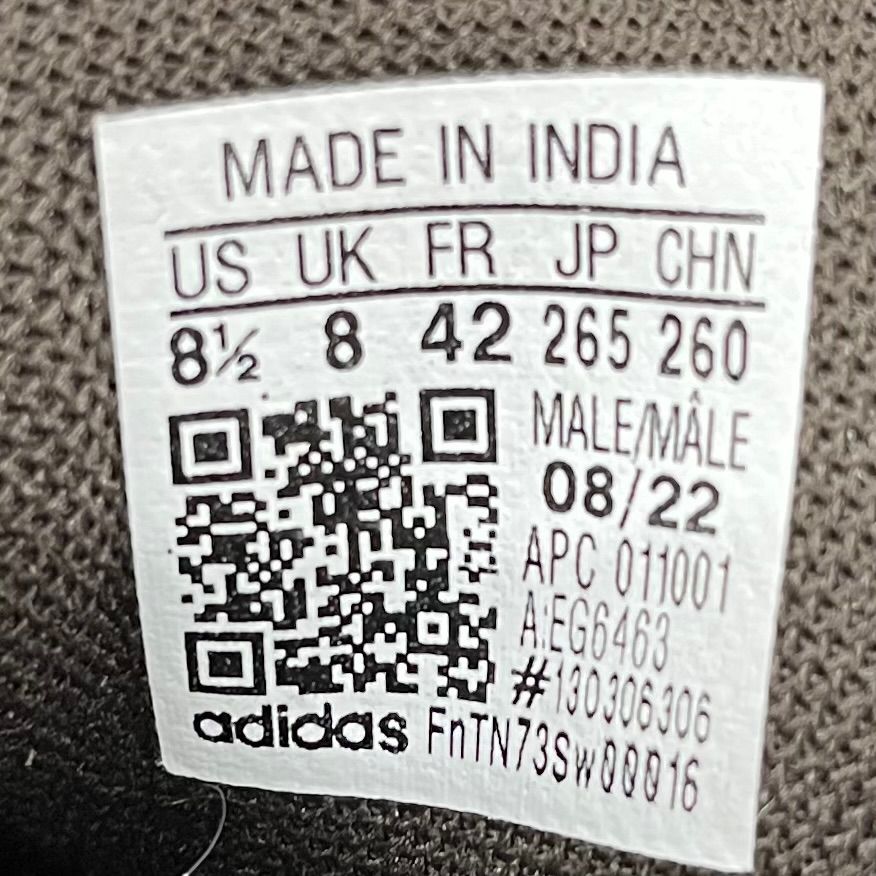 MADE IN INDIA
US UK FR JP CHN
8½ 8 42 265 260
MALE/MÂLE
08/22
APC 011001
A:EG6463
#130306306
adidas FnTN73Sw00016